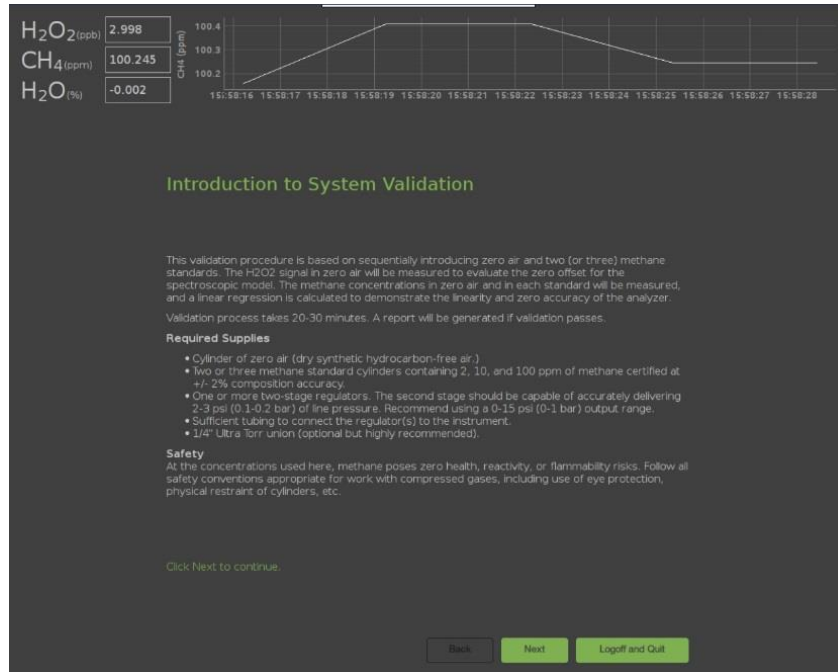 H2O2(ppb) 2.998
CH4(ppm) 100.245
H2O(%) -0.002
CH4 (ppm)
100.4
100.3
100.2
15:58:16 15:58:17 15:58:18 15:58:19 15:58:20 15:58:21 15:58:22 15:58:23 15:58:24 15:58:25 15:58:26 15:58:27 15:58:28
Introduction to System Validation
This validation procedure is based on sequentially introducing zero air and two (or three) methane
standards. The H2O2 signal in zero air will be measured to evaluate the zero offset for the
spectroscopic model. The methane concentrations in zero air and in each standard will be measured,
and a linear regression is calculated to demonstrate the linearity and zero accuracy of the analyzer.
Validation process takes 20-30 minutes. A report will be generated if validation passes.
Required Supplies
• Cylinder of zero air (dry synthetic hydrocarbon-free air.)
• Two or three methane standard cylinders containing 2, 10, and 100 ppm of methane certified at
+/- 2% composition accuracy.
• One or more two-stage regulators. The second stage should be capable of accurately delivering
2-3 psi (0.1-0.2 bar) of line pressure. Recommend using a 0-15 psi (0-1 bar) output range.
• Sufficient tubing to connect the regulator(s) to the instrument.
• 1/4" Ultra Torr union (optional but highly recommended).
Safety
At the concentrations used here, methane poses zero health, reactivity, or flammability risks. Follow all
safety conventions appropriate for work with compressed gases, including use of eye protection,
physical restraint of cylinders, etc.
Click Next to continue.
Back Next Logoff and Quit